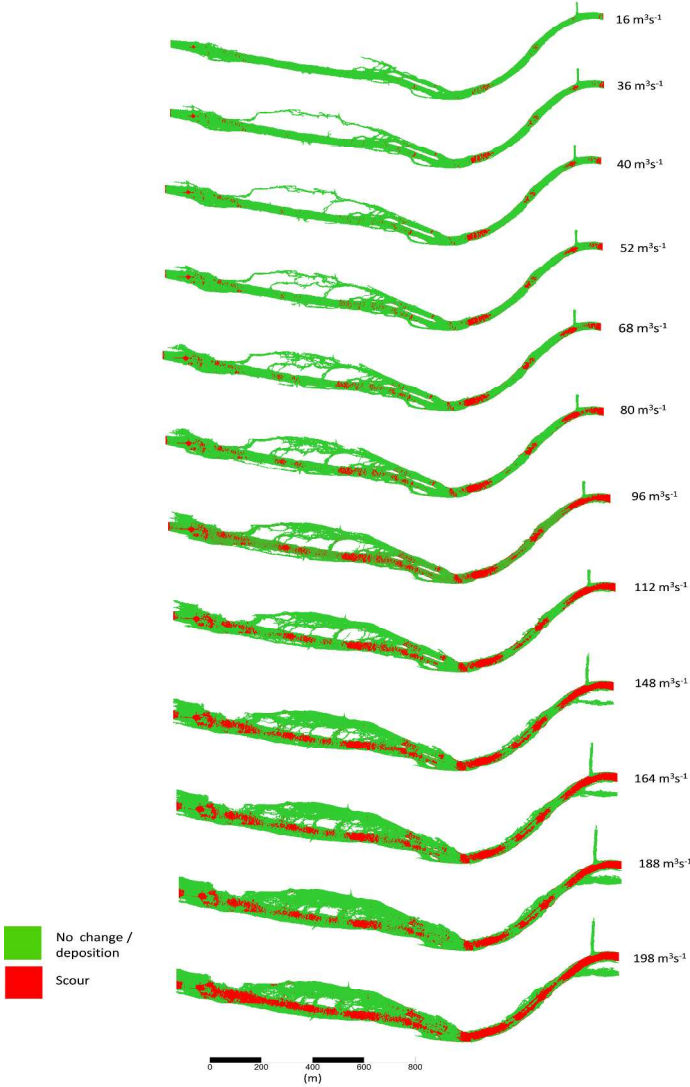 16 m³s⁻¹
36 m³s⁻¹
40 m³s⁻¹
52 m³s⁻¹
68 m³s⁻¹
80 m³s⁻¹
96 m³s⁻¹
112 m³s⁻¹
148 m³s⁻¹
164 m³s⁻¹
188 m³s⁻¹
No change /
deposition
198 m³s⁻¹
Scour
0 200 400 600 800
(m)